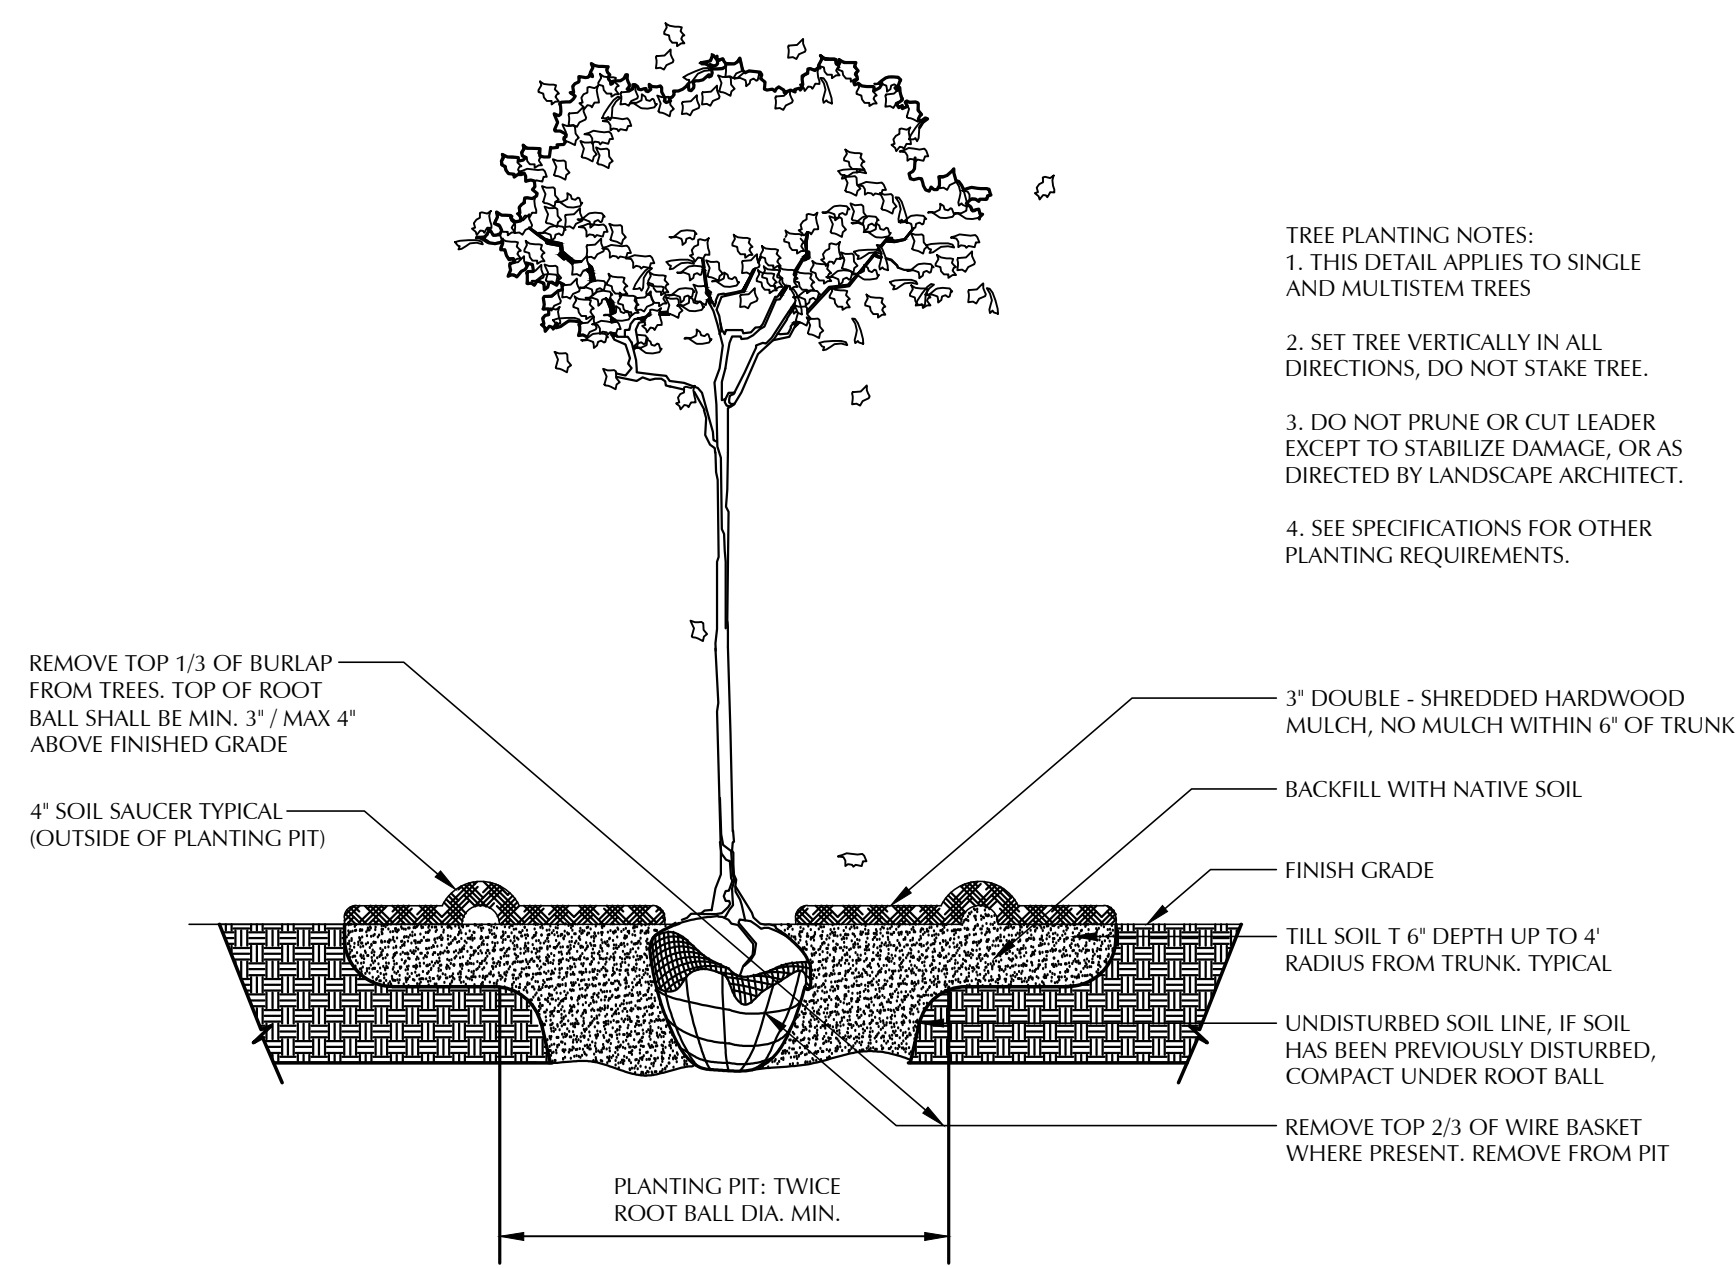 TREE PLANTING NOTES:
1. THIS DETAIL APPLIES TO SINGLE
AND MULTISTEM TREES
2. SET TREE VERTICALLY IN ALL
DIRECTIONS, DO NOT STAKE TREE.
3. DO NOT PRUNE OR CUT LEADER
EXCEPT TO STABILIZE DAMAGE, OR AS
DIRECTED BY LANDSCAPE ARCHITECT.
4. SEE SPECIFICATIONS FOR OTHER
PLANTING REQUIREMENTS.
REMOVE TOP 1/3 OF BURLAP
FROM TREES. TOP OF ROOT
BALL SHALL BE MIN. 3" / MAX 4"
ABOVE FINISHED GRADE
4" SOIL SAUCER TYPICAL
(OUTSIDE OF PLANTING PIT)
3" DOUBLE - SHREDDED HARDWOOD
MULCH, NO MULCH WITHIN 6" OF TRUNK
BACKFILL WITH NATIVE SOIL
FINISH GRADE
TILL SOIL T 6" DEPTH UP TO 4'
RADIUS FROM TRUNK. TYPICAL
UNDISTURBED SOIL LINE, IF SOIL
HAS BEEN PREVIOUSLY DISTURBED,
COMPACT UNDER ROOT BALL
REMOVE TOP 2/3 OF WIRE BASKET
WHERE PRESENT. REMOVE FROM PIT
PLANTING PIT: TWICE
ROOT BALL DIA. MIN.